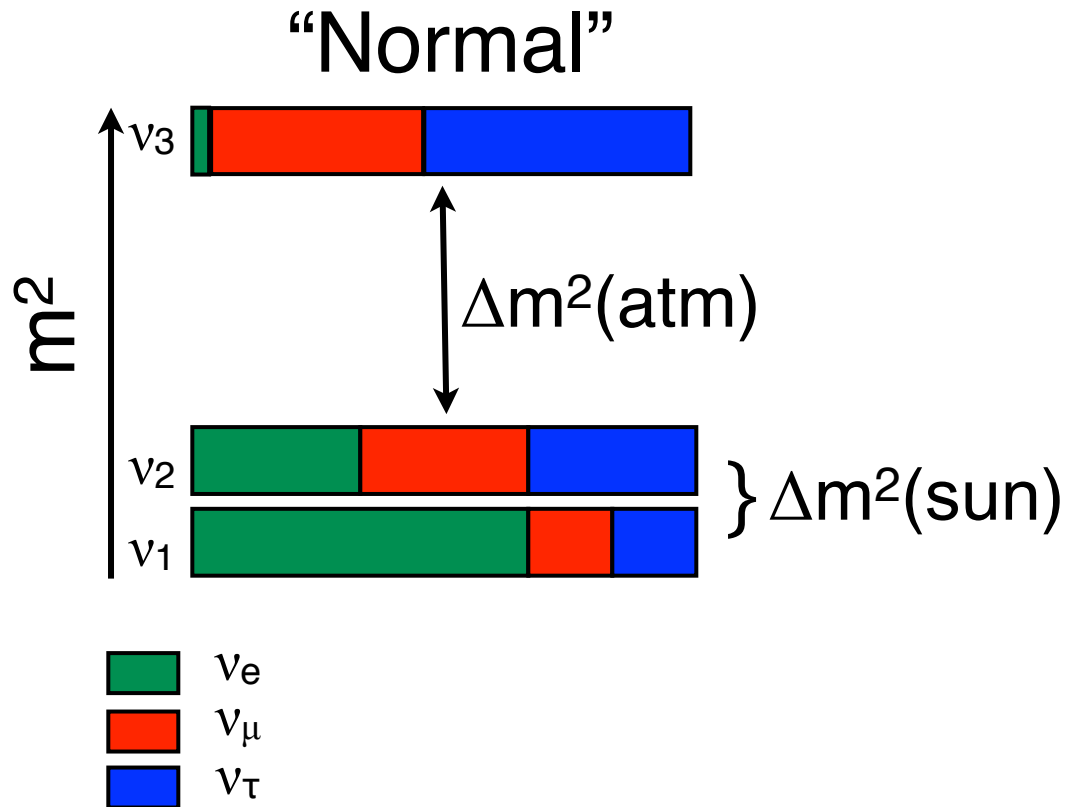 “Normal”
ν₃
m²
Δm²(atm)
ν₂
} Δm²(sun)
ν₁
νe
νμ
ντ